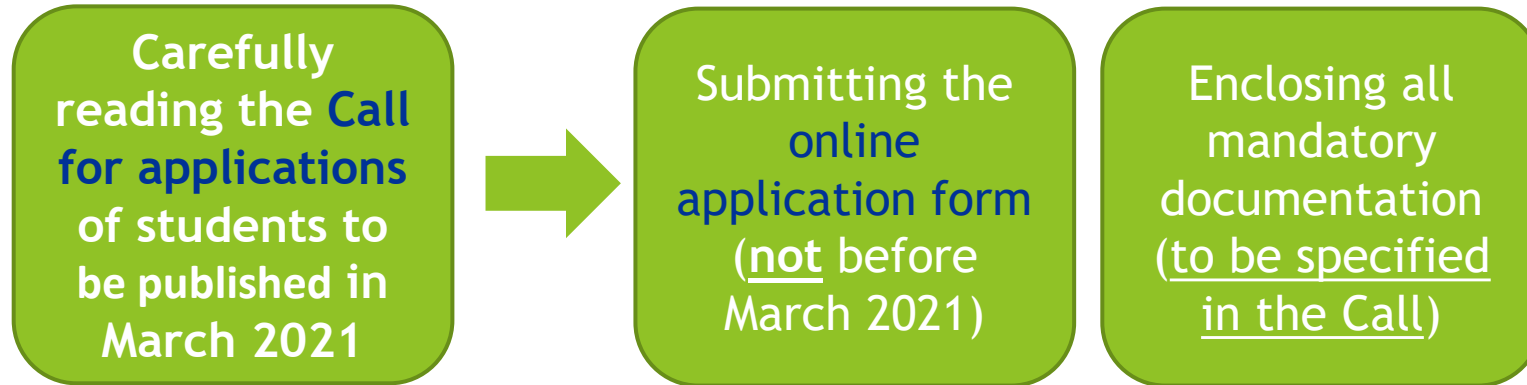 Carefully
reading the Call
for applications
of students to
be published in
March 2021
Submitting the
online
application form
(not before
March 2021)
Enclosing all
mandatory
documentation
(to be specified
in the Call)